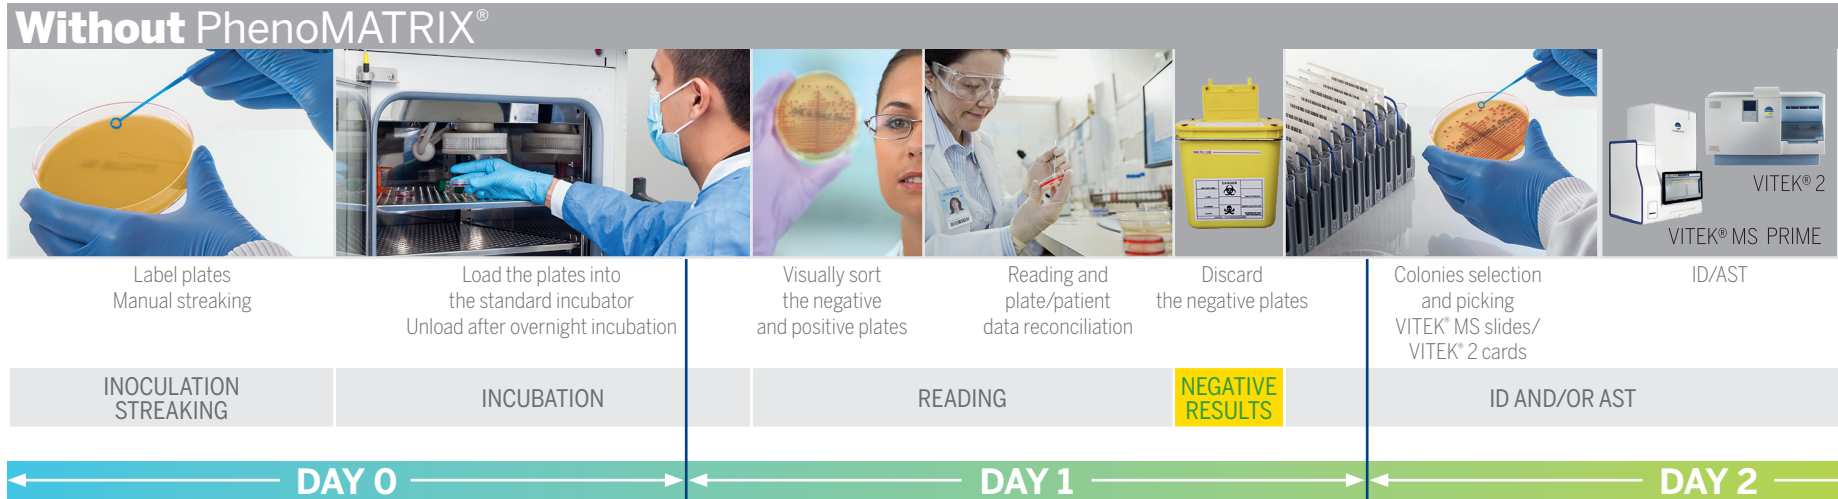 Without PhenoMATRIX®
VITEK® 2
VITEK® MS PRIME
Label plates
Manual streaking
Load the plates into
the standard incubator
Unload after overnight incubation
Visually sort
the negative
and positive plates
Reading and
plate/patient
data reconciliation
Discard
the negative plates
Colonies selection
and picking
VITEK® MS slides/
VITEK® 2 cards
ID/AST
INOCULATION
STREAKING
INCUBATION
READING
NEGATIVE
RESULTS
ID AND/OR AST
DAY 0
DAY 1
DAY 2